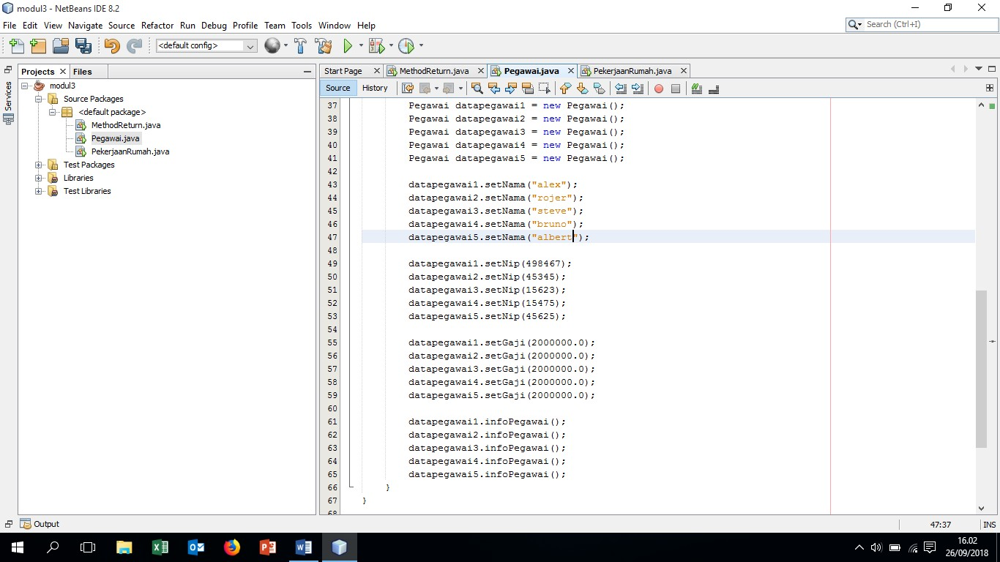 modul3 - NetBeans IDE 8.2
File Edit View Navigate Source Refactor Run Debug Profile Team Tools Window Help
Search (Ctrl+I)
<default config>
Projects Files
Services
modul3
Source Packages
<default package>
MethodReturn.java
Pegawai.java
PekerjaanRumah.java
Test Packages
Libraries
Test Libraries
Start Page MethodReturn.java Pegawai.java PekerjaanRumah.java
Source History
37 Pegawai datapegawai1 = new Pegawai();
38 Pegawai datapegawai2 = new Pegawai();
39 Pegawai datapegawai3 = new Pegawai();
40 Pegawai datapegawai4 = new Pegawai();
41 Pegawai datapegawai5 = new Pegawai();
42
43 datapegawai1.setNama("alex");
44 datapegawai2.setNama("rojer");
45 datapegawai3.setNama("steve");
46 datapegawai4.setNama("bruno");
47 datapegawai5.setNama("albert");
48
49 datapegawai1.setNip(498467);
50 datapegawai2.setNip(45345);
51 datapegawai3.setNip(15623);
52 datapegawai4.setNip(15475);
53 datapegawai5.setNip(45625);
54
55 datapegawai1.setGaji(2000000.0);
56 datapegawai2.setGaji(2000000.0);
57 datapegawai3.setGaji(2000000.0);
58 datapegawai4.setGaji(2000000.0);
59 datapegawai5.setGaji(2000000.0);
60
61 datapegawai1.infoPegawai();
62 datapegawai2.infoPegawai();
63 datapegawai3.infoPegawai();
64 datapegawai4.infoPegawai();
65 datapegawai5.infoPegawai();
66 }
67 }
68
Output
47:37 INS
16.02
26/09/2018